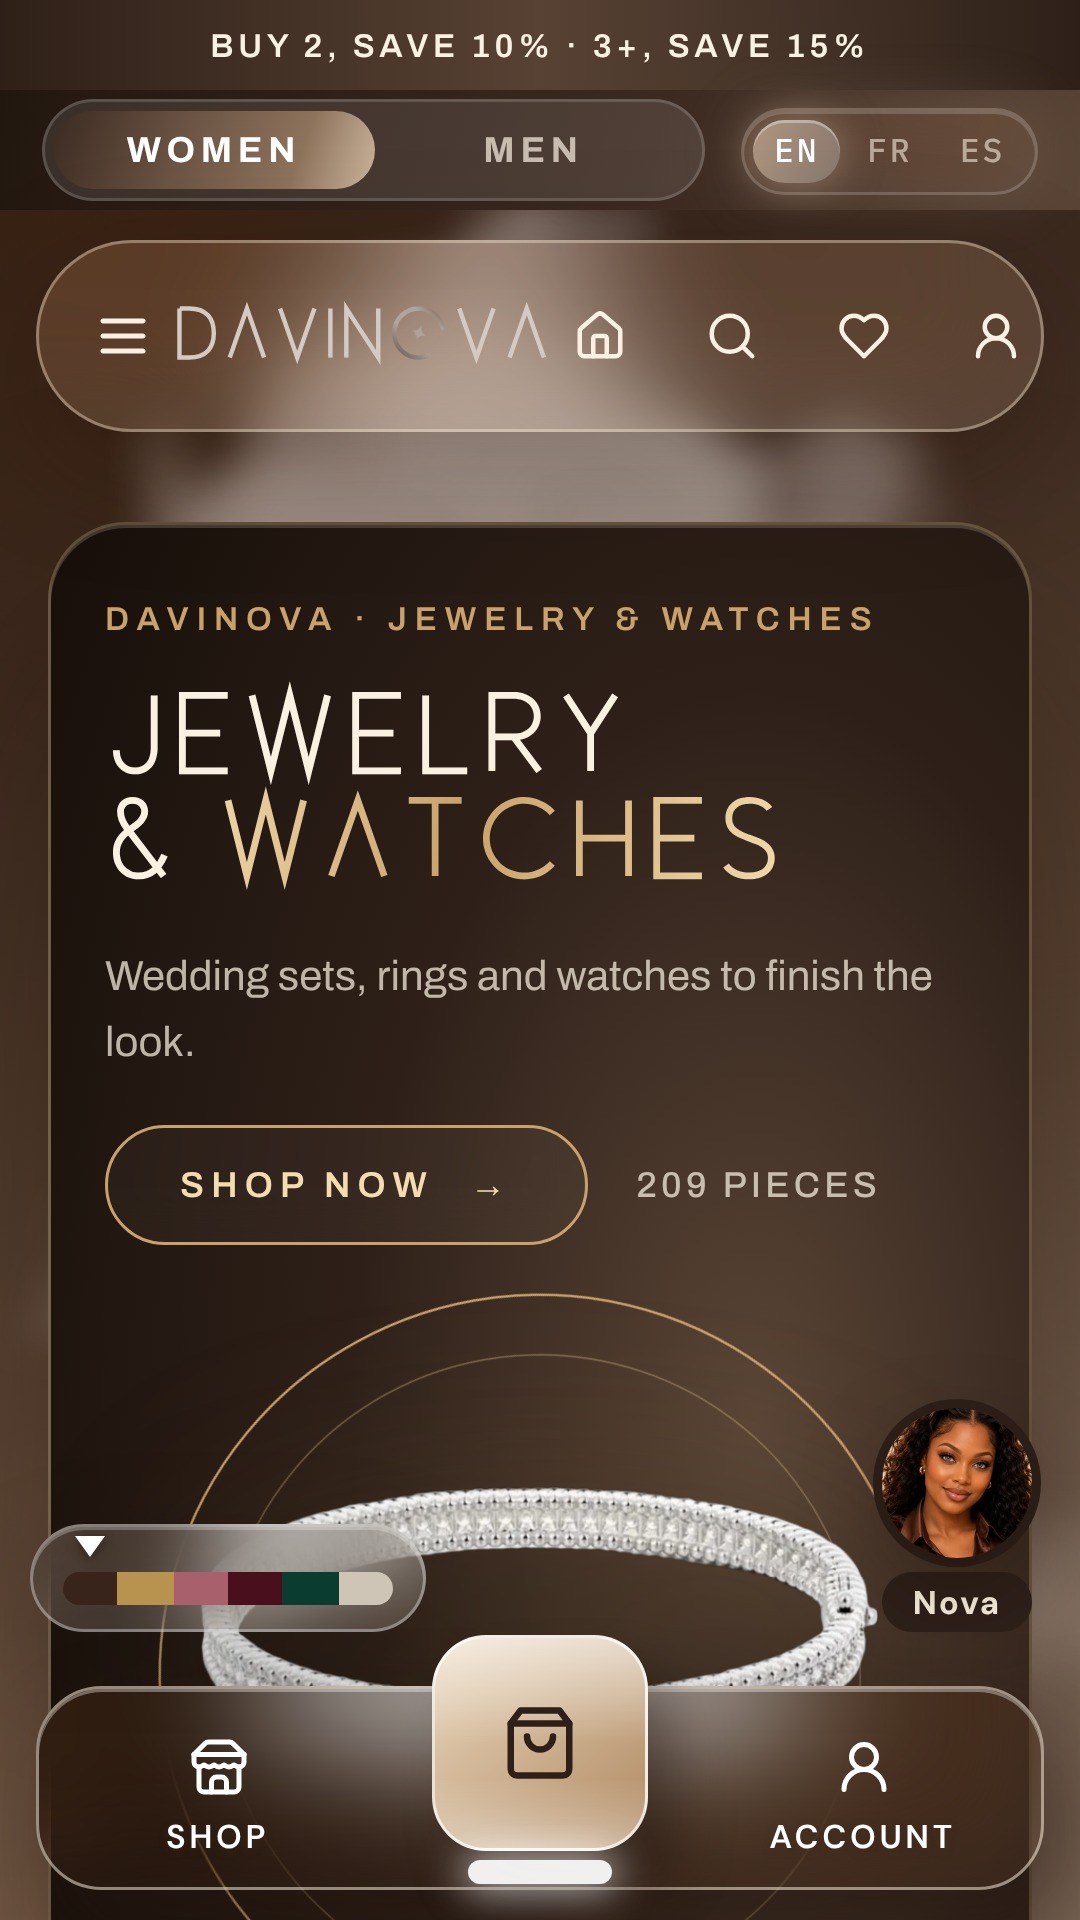 BUY 2, SAVE 10% · 3+, SAVE 15%
WOMEN MEN EN FR ES
DAVINOVA
DAVINOVA · JEWELRY & WATCHES
JEWELRY
& WATCHES
Wedding sets, rings and watches to finish the
look.
SHOP NOW → 209 PIECES
Nova
SHOP ACCOUNT